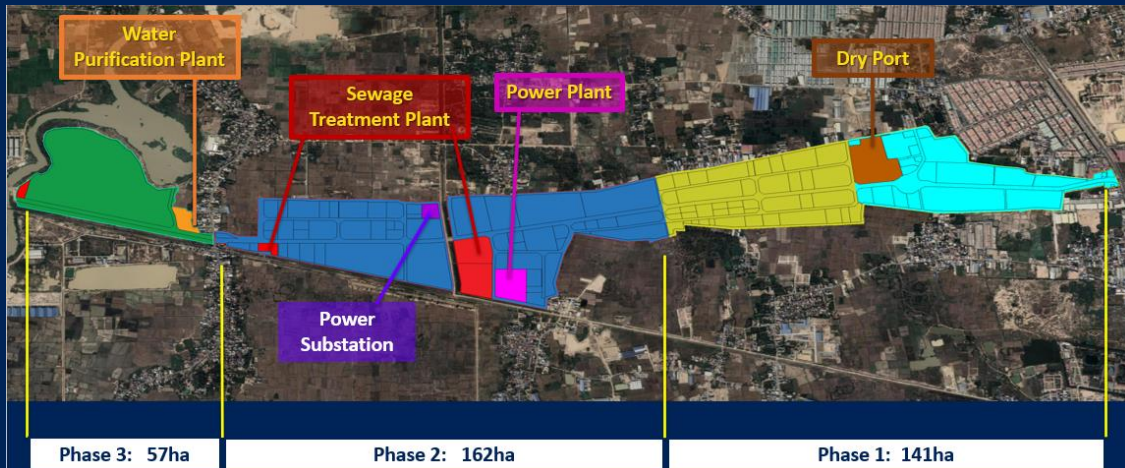 Water
Purification Plant
Sewage
Treatment Plant
Power Plant
Dry Port
Power
Substation
Phase 3: 57ha
Phase 2: 162ha
Phase 1: 141ha